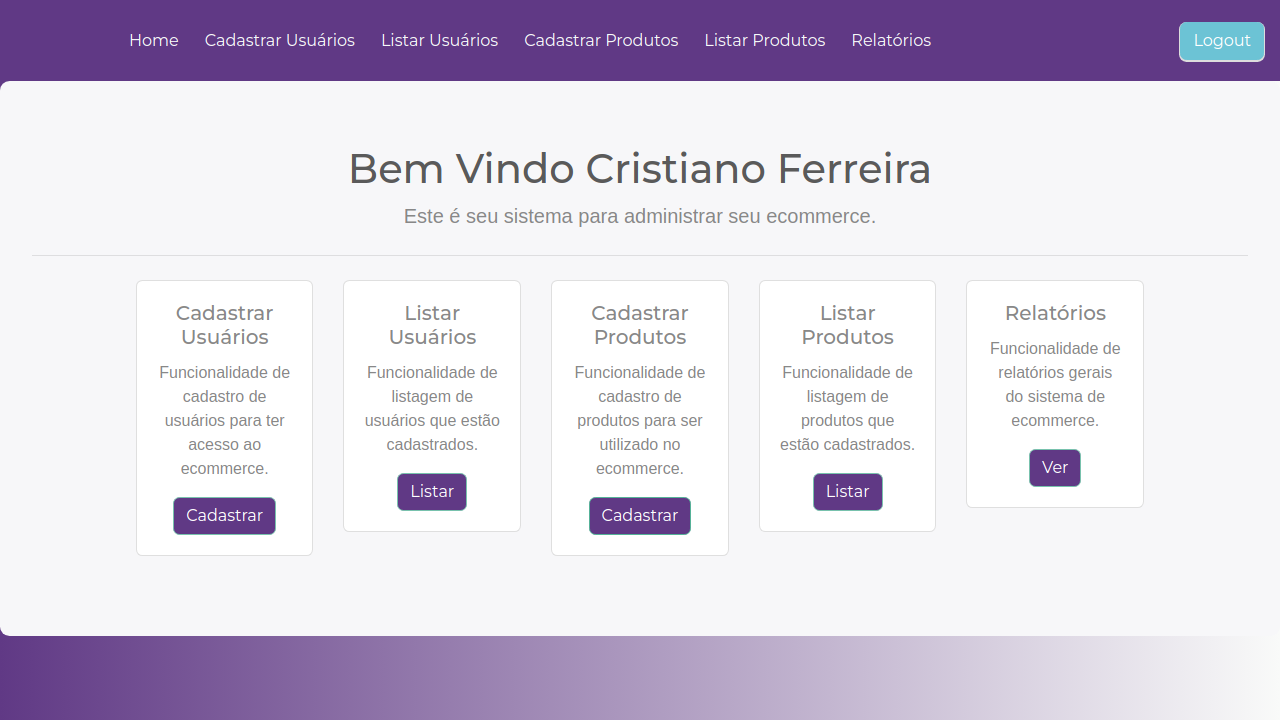 Home Cadastrar Usuários Listar Usuários Cadastrar Produtos Listar Produtos Relatórios Logout
Bem Vindo Cristiano Ferreira
Este é seu sistema para administrar seu ecommerce.
Cadastrar
Usuários
Funcionalidade de
cadastro de
usuários para ter
acesso ao
ecommerce.
Cadastrar
Listar
Usuários
Funcionalidade de
listagem de
usuários que estão
cadastrados.
Listar
Cadastrar
Produtos
Funcionalidade de
cadastro de
produtos para ser
utilizado no
ecommerce.
Cadastrar
Listar
Produtos
Funcionalidade de
listagem de
produtos que
estão cadastrados.
Listar
Relatórios
Funcionalidade de
relatórios gerais
do sistema de
ecommerce.
Ver